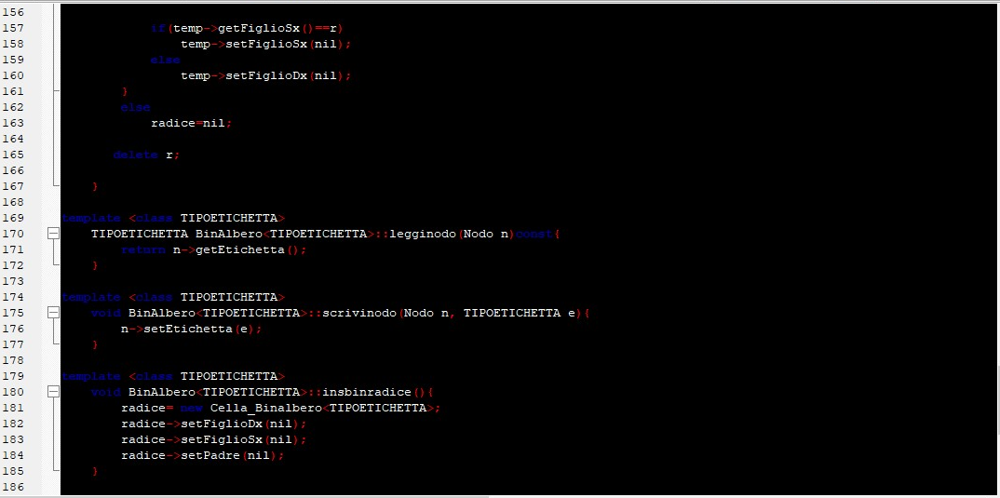 156
157 if(temp->getFiglioSx()==r)
158 temp->setFiglioSx(nil);
159 else
160 temp->setFiglioDx(nil);
161 }
162 else
163 radice=nil;
164
165 delete r;
166
167 }
168
169 template <class TIPOETICHETTA>
170 TIPOETICHETTA BinAlbero<TIPOETICHETTA>::legginodo(Nodo n)const{
171 return n->getEtichetta();
172 }
173
174 template <class TIPOETICHETTA>
175 void BinAlbero<TIPOETICHETTA>::scrivinodo(Nodo n, TIPOETICHETTA e){
176 n->setEtichetta(e);
177 }
178
179 template <class TIPOETICHETTA>
180 void BinAlbero<TIPOETICHETTA>::insbinradice(){
181 radice= new Cella_Binalbero<TIPOETICHETTA>;
182 radice->setFiglioDx(nil);
183 radice->setFiglioSx(nil);
184 radice->setPadre(nil);
185 }
186